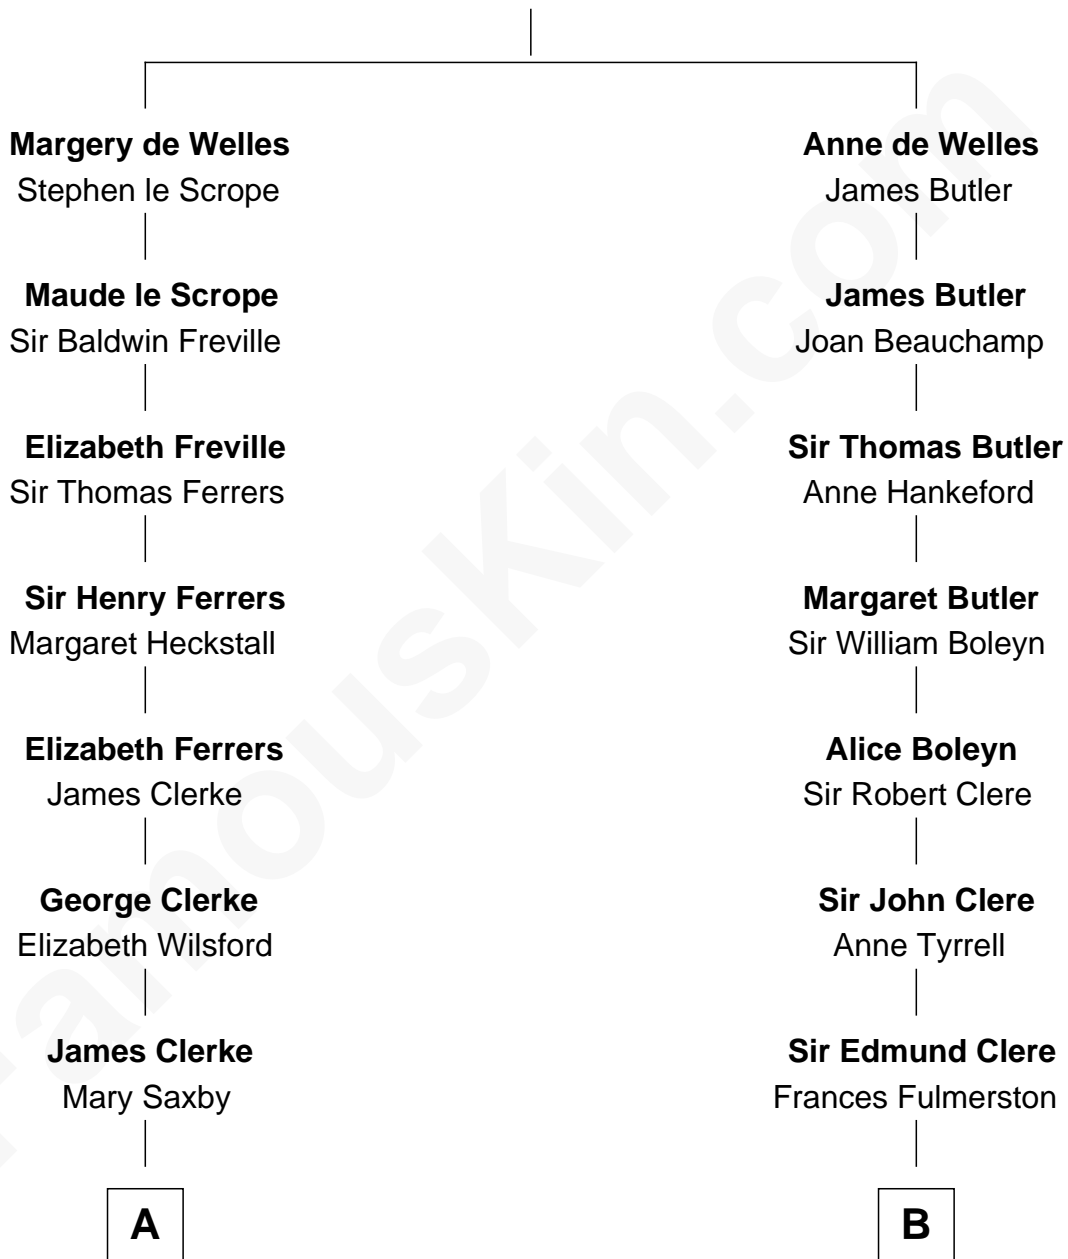 Margery de Welles
Stephen le Scrope
Anne de Welles
James Butler
Maude le Scrope
Sir Baldwin Freville
James Butler
Joan Beauchamp
Elizabeth Freville
Sir Thomas Ferrers
Sir Thomas Butler
Anne Hankeford
Sir Henry Ferrers
Margaret Heckstall
Margaret Butler
Sir William Boleyn
Elizabeth Ferrers
James Clerke
Alice Boleyn
Sir Robert Clere
George Clerke
Elizabeth Wilsford
Sir John Clere
Anne Tyrrell
James Clerke
Mary Saxby
Sir Edmund Clere
Frances Fulmerston
A
B
FamousKin.com